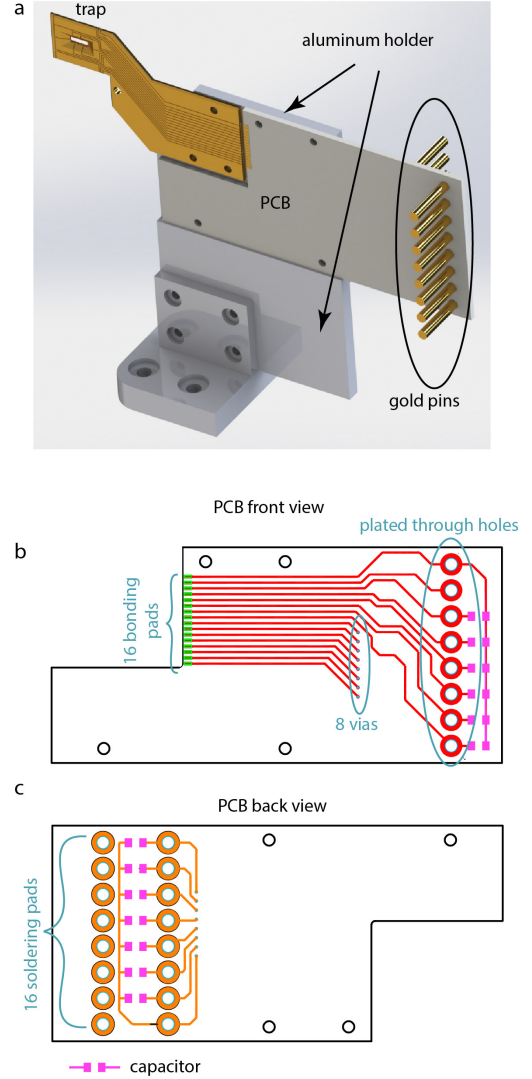 a
trap
aluminum holder
PCB
gold pins
PCB front view
plated through holes
b
16 bonding
pads
8 vias
c
PCB back view
16 soldering pads
capacitor